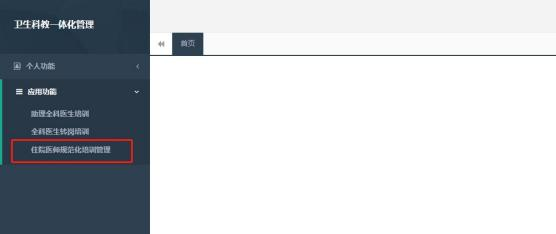 卫生科教一体化管理
首页
个人功能
应用功能
助理全科医生培训
全科医生转岗培训
住院医师规范化培训管理